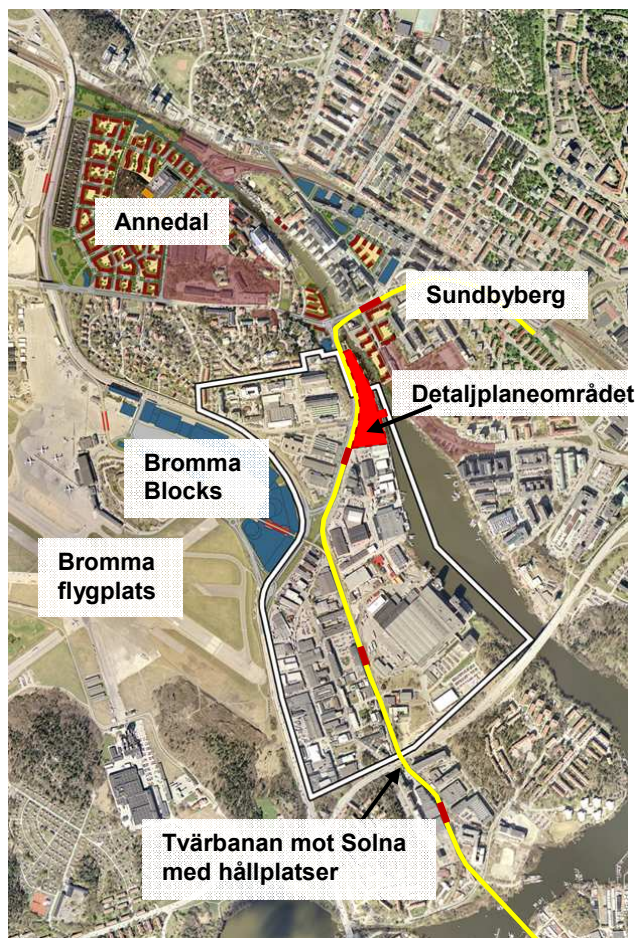 Annedal
Sundbyberg
Detaljplaneområdet
Bromma
Blocks
Bromma
flygplats
Tvärbanan mot Solna
med hållplatser